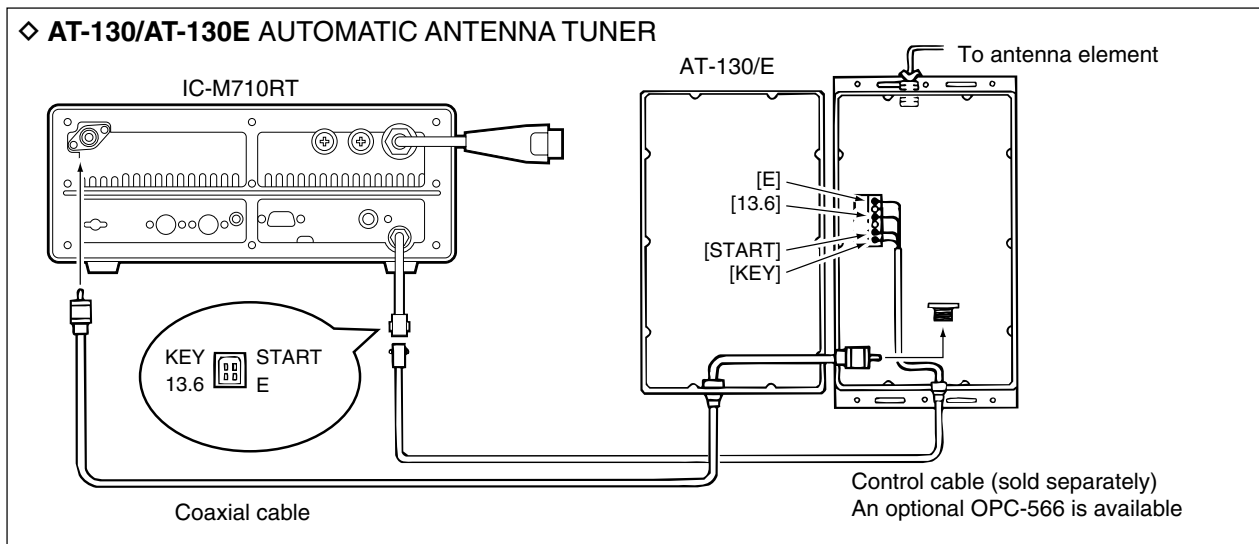 ◇ AT-130/AT-130E AUTOMATIC ANTENNA TUNER
To antenna element
AT-130/E
IC-M710RT
[E]
[13.6]
[START]
[KEY]
KEY START
13.6 E
Control cable (sold separately)
An optional OPC-566 is available
Coaxial cable